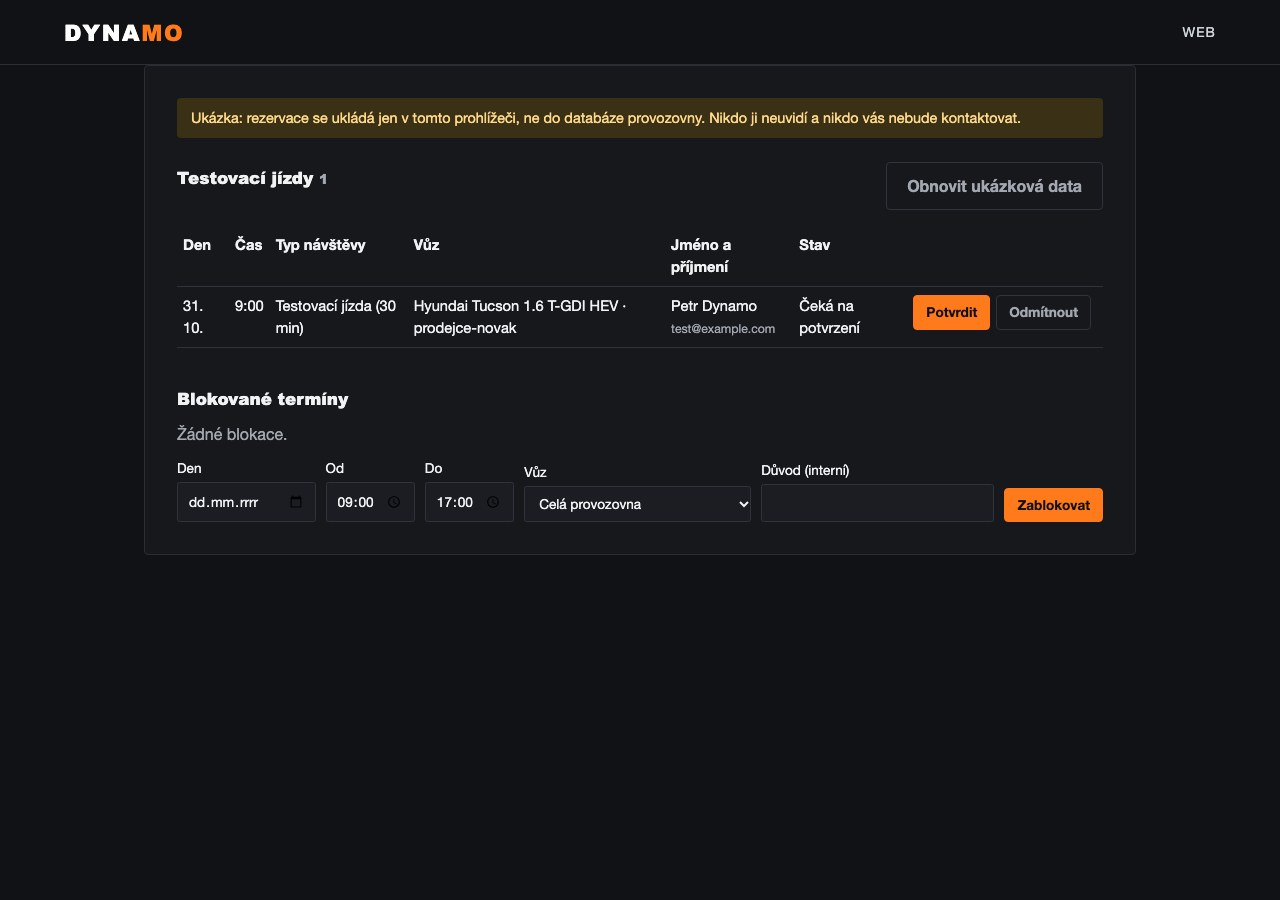 DYNAMO
WEB
Ukázka: rezervace se ukládá jen v tomto prohlížeči, ne do databáze provozovny. Nikdo ji neuvidí a nikdo vás nebude kontaktovat.
Testovací jízdy 1
Obnovit ukázková data
Den Čas Typ návštěvy Vůz Jméno a příjmení Stav
31. 10. 9:00 Testovací jízda (30 min) Hyundai Tucson 1.6 T-GDI HEV · prodejce-novak Petr Dynamo test@example.com Čeká na potvrzení Potvrdit Odmítnout
Blokované termíny
Žádné blokace.
Den Od Do Vůz Důvod (interní)
dd.mm.rrrr 09:00 17:00 Celá provozovna Zablokovat